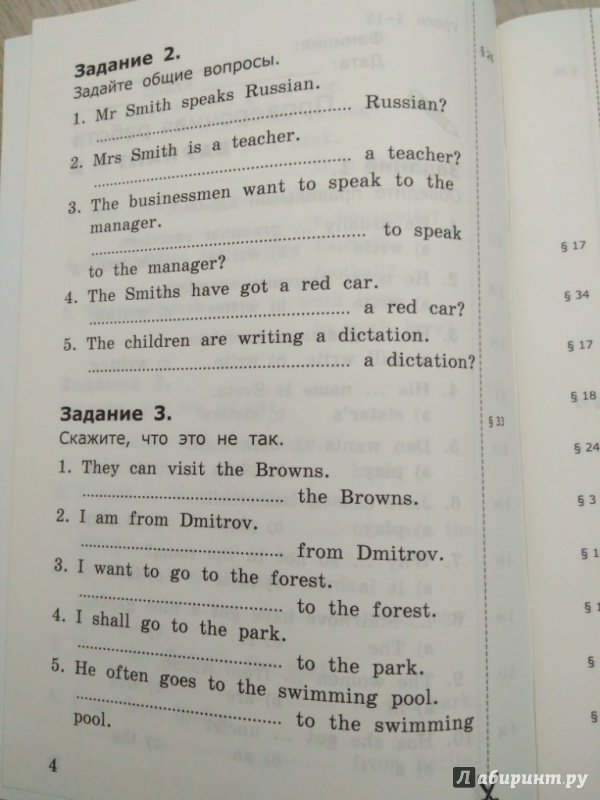 Задание 2.
Задайте общие вопросы.
1. Mr Smith speaks Russian.
.................................................. Russian?
2. Mrs Smith is a teacher.
.................................................. a teacher?
3. The businessmen want to speak to the
manager.
.................................................. to speak
to the manager?
4. The Smiths have got a red car.
.................................................. a red car?
5. The children are writing a dictation.
.................................................. a dictation?
Задание 3.
Скажите, что это не так.
1. They can visit the Browns.
........................................ the Browns.
2. I am from Dmitrov.
........................................ from Dmitrov.
3. I want to go to the forest.
........................................ to the forest.
4. I shall go to the park.
........................................ to the park.
5. He often goes to the swimming pool.
........................................ to the swimming
pool.
4
§ 33
§ 17
§ 34
§ 17
§ 18
§ 24
§ 3
§ 1
§
§
Лабиринт.ру